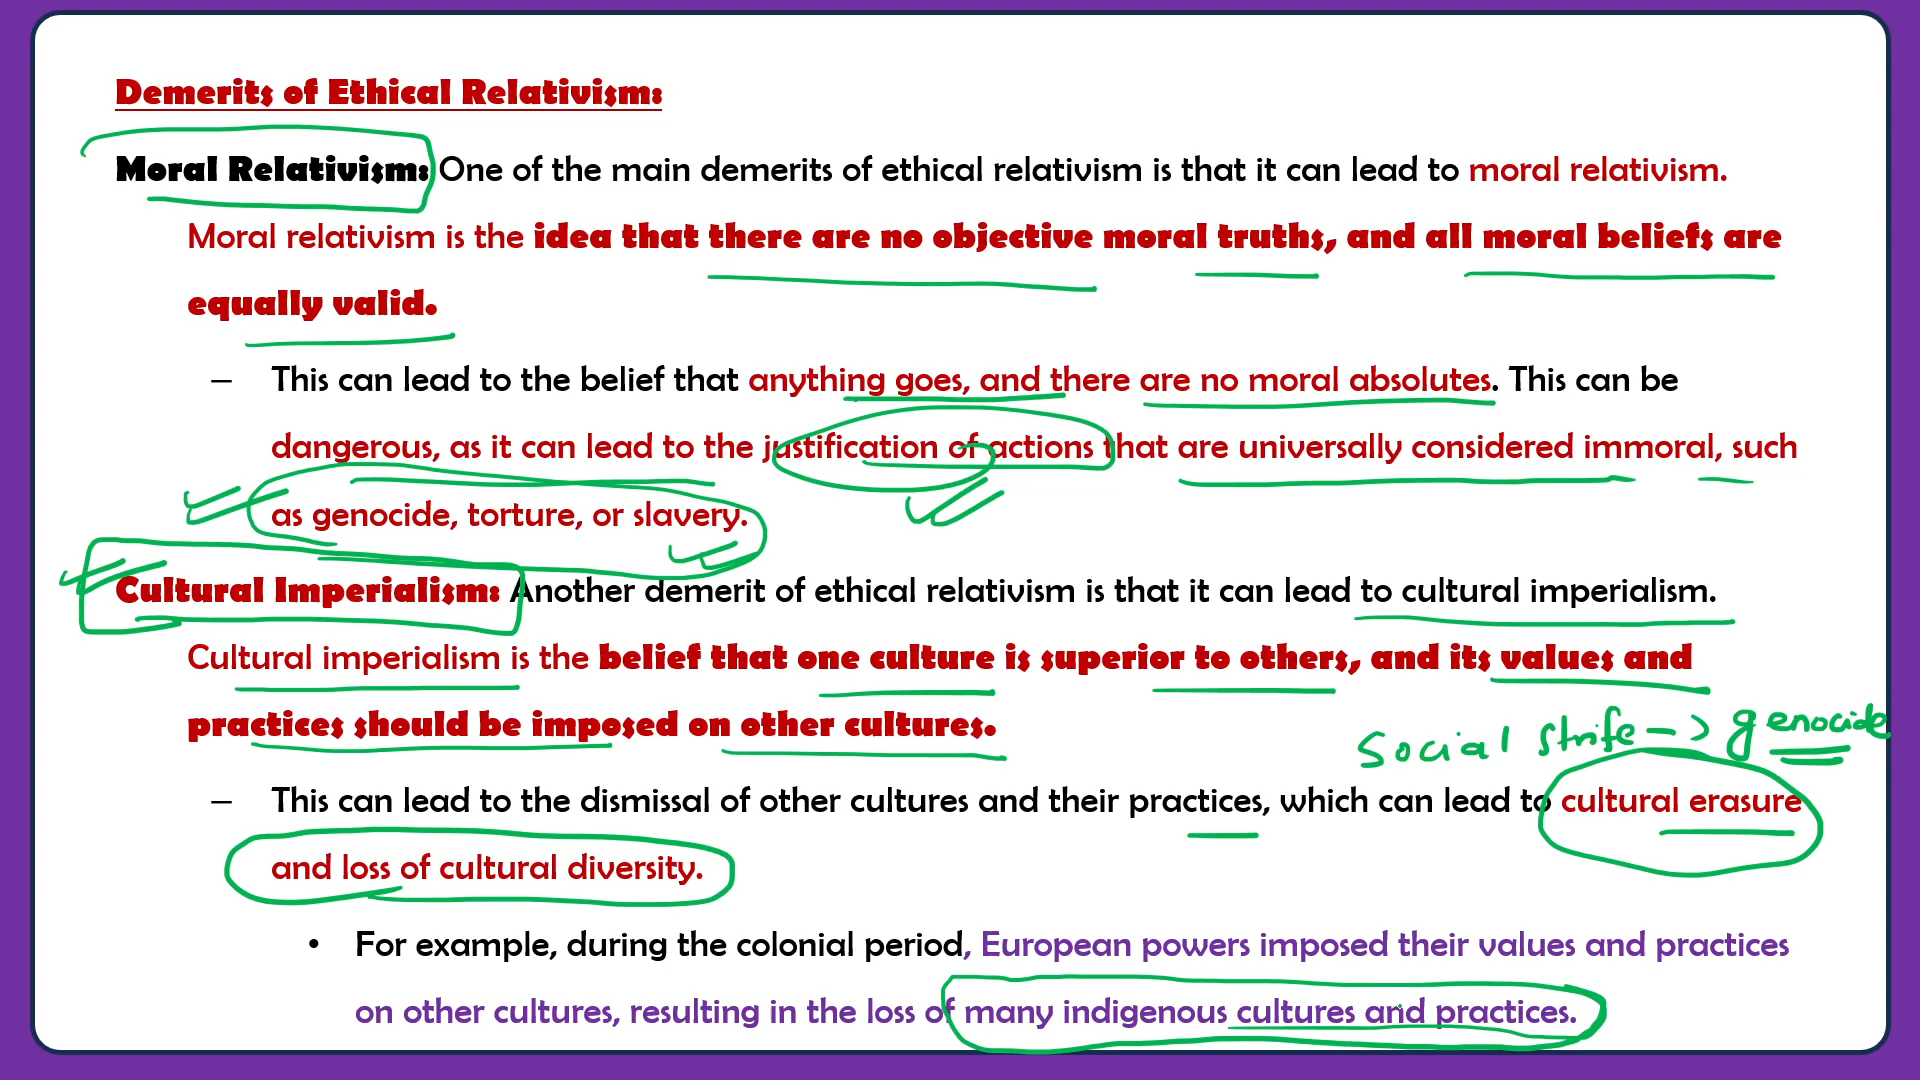 Demerits of Ethical Relativism:
Moral Relativism: One of the main demerits of ethical relativism is that it can lead to moral relativism.
Moral relativism is the idea that there are no objective moral truths, and all moral beliefs are
equally valid.
– This can lead to the belief that anything goes, and there are no moral absolutes. This can be
dangerous, as it can lead to the justification of actions that are universally considered immoral, such
as genocide, torture, or slavery.
Cultural Imperialism: Another demerit of ethical relativism is that it can lead to cultural imperialism.
Cultural imperialism is the belief that one culture is superior to others, and its values and
practices should be imposed on other cultures.
Social strife -> genocide
– This can lead to the dismissal of other cultures and their practices, which can lead to cultural erasure
and loss of cultural diversity.
• For example, during the colonial period, European powers imposed their values and practices
on other cultures, resulting in the loss of many indigenous cultures and practices.